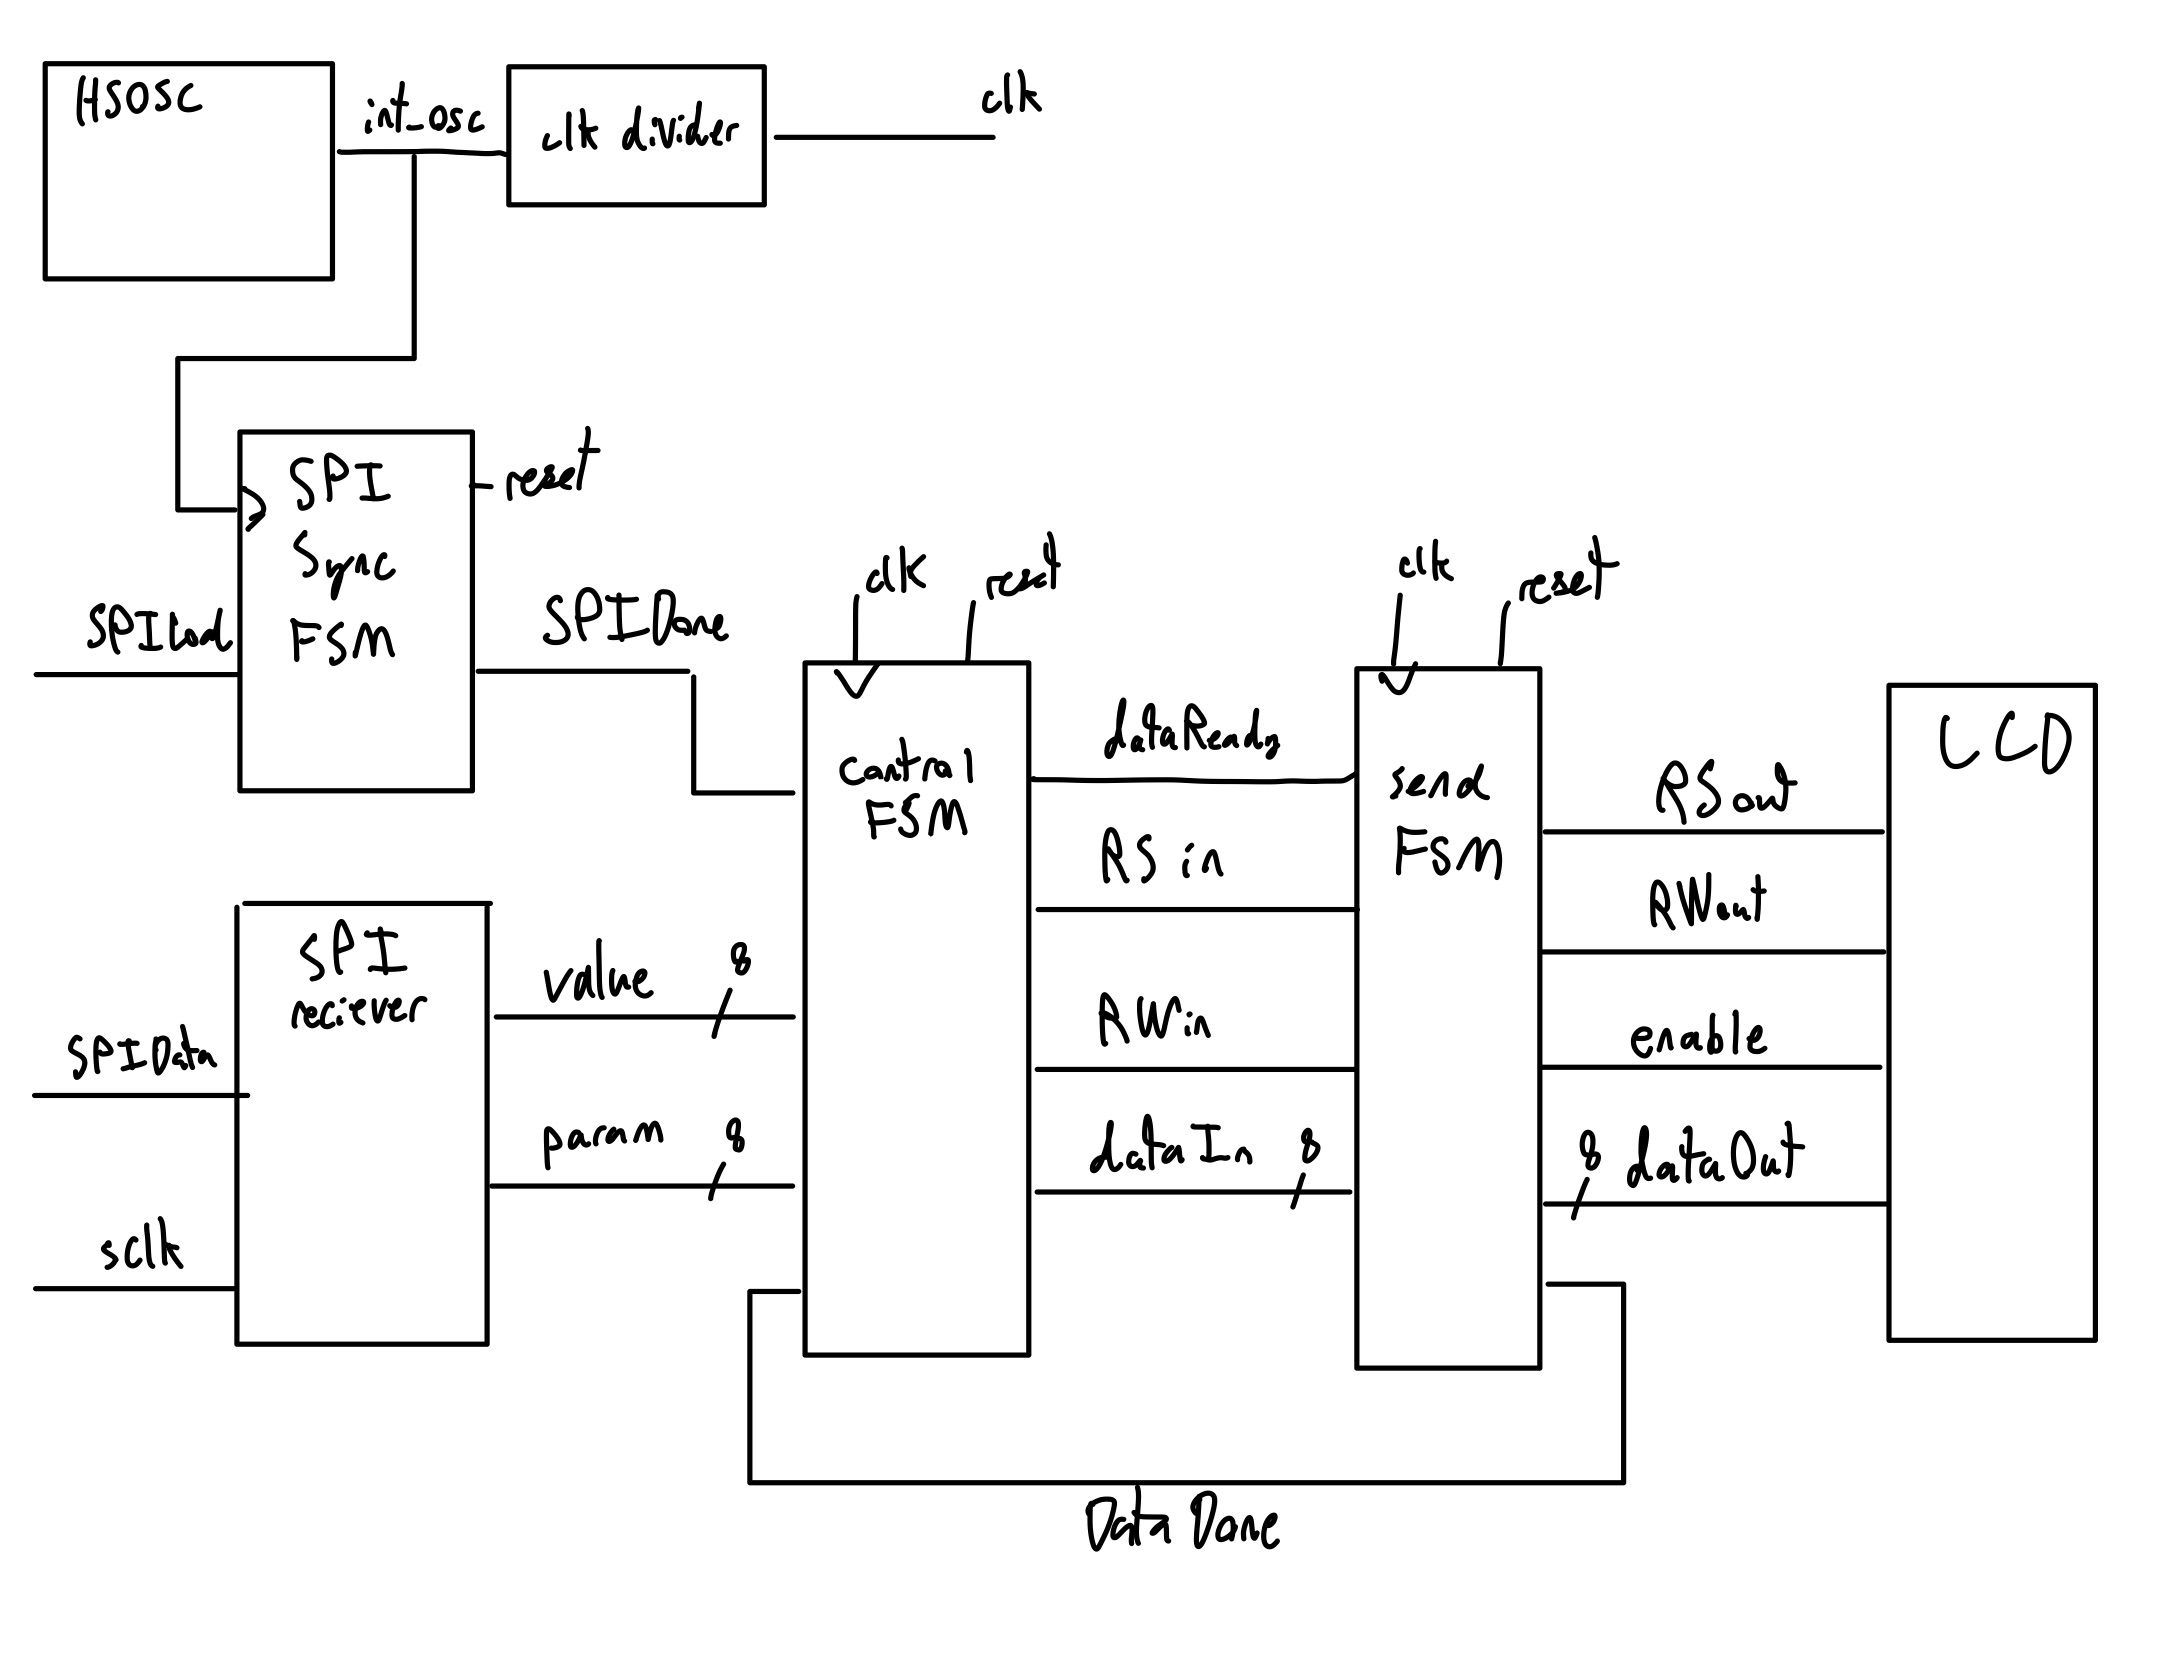 HSOSC
int_osc
clk divider
clk
SPI
Sync
FSM
reset
SPILoad
SPIDone
clk
reset
clk
reset
control
FSM
dataReady
send
FSM
LCD
RS in
RSout
RWout
SPI
reciever
value
8
SPIData
RWin
enable
param
8
dataIn
8
8
dataOut
sclk
Data Done